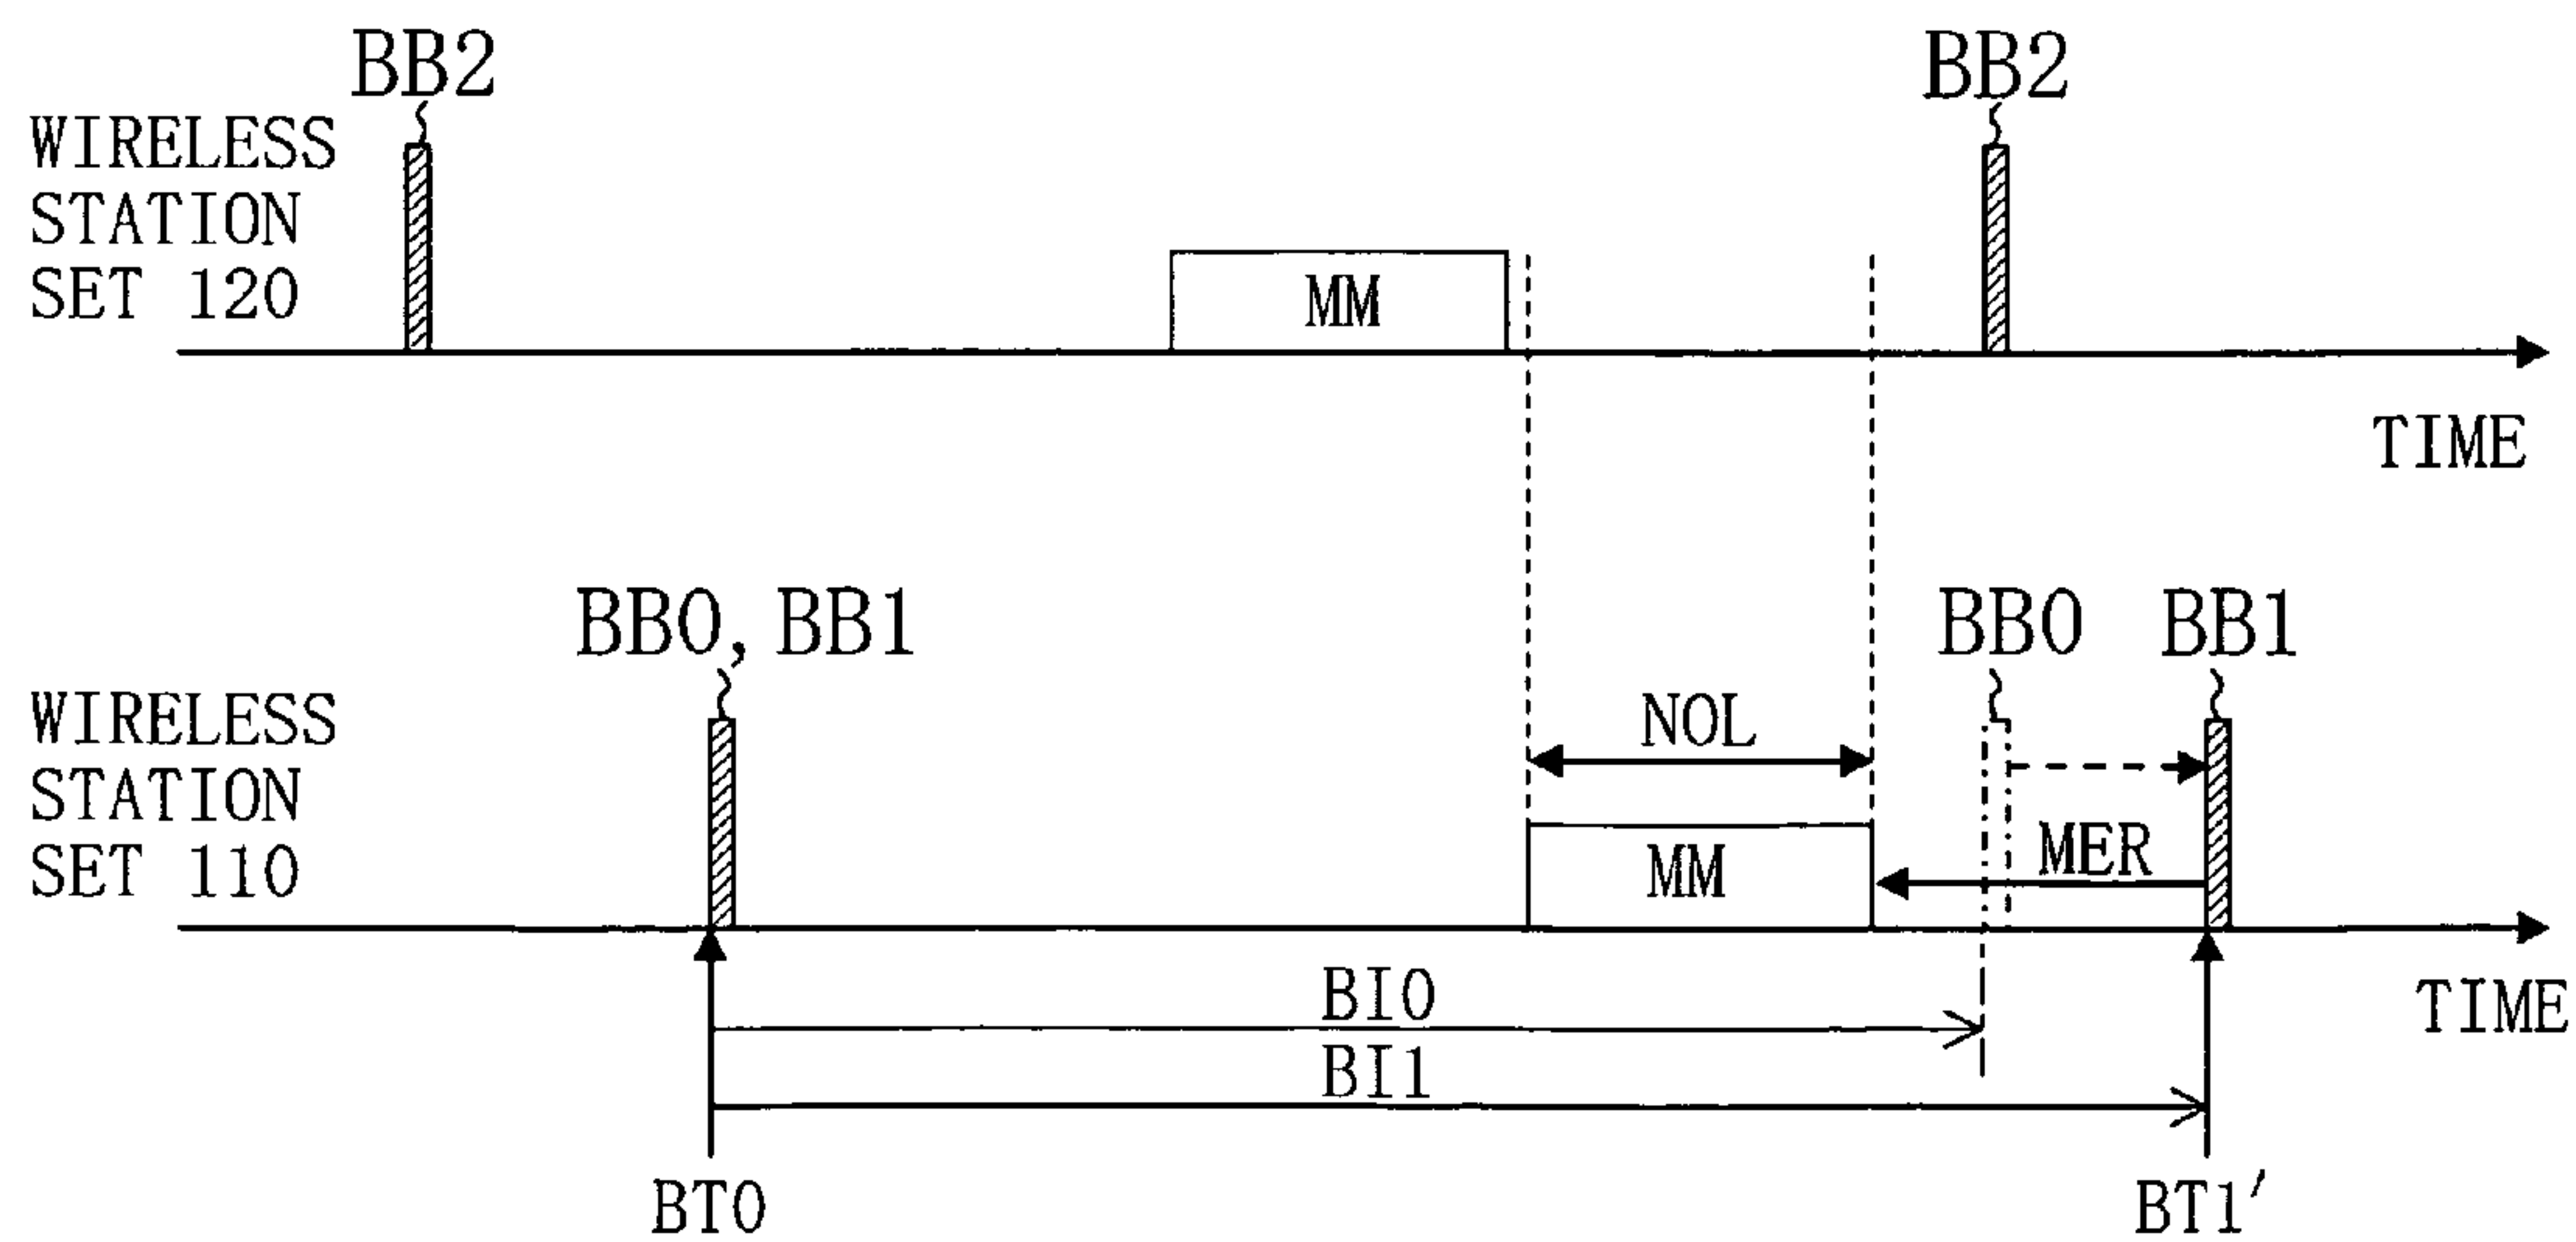 BB2
BB2
WIRELESS
STATION
SET 120
MM
TIME
BB0, BB1
BB0
BB1
WIRELESS
STATION
SET 110
NOL
MM
MER
BI0
TIME
BI1
BT0
BT1′